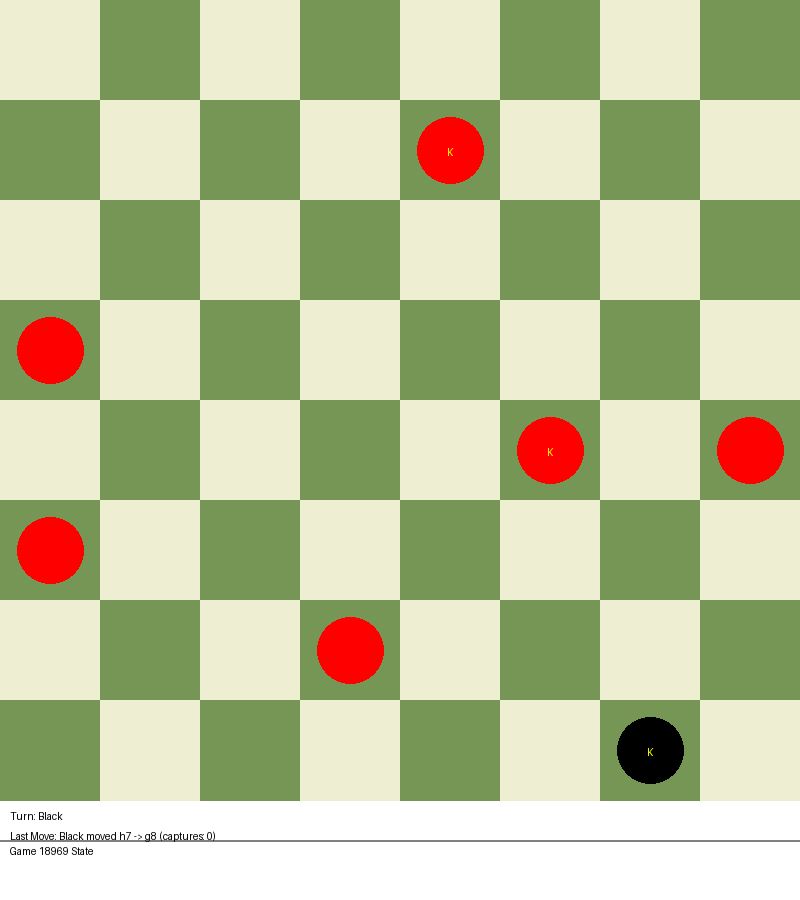 K
K
K
Turn: Black
Last Move: Black moved h7 -> g8 (captures: 0)
Game 18969 State